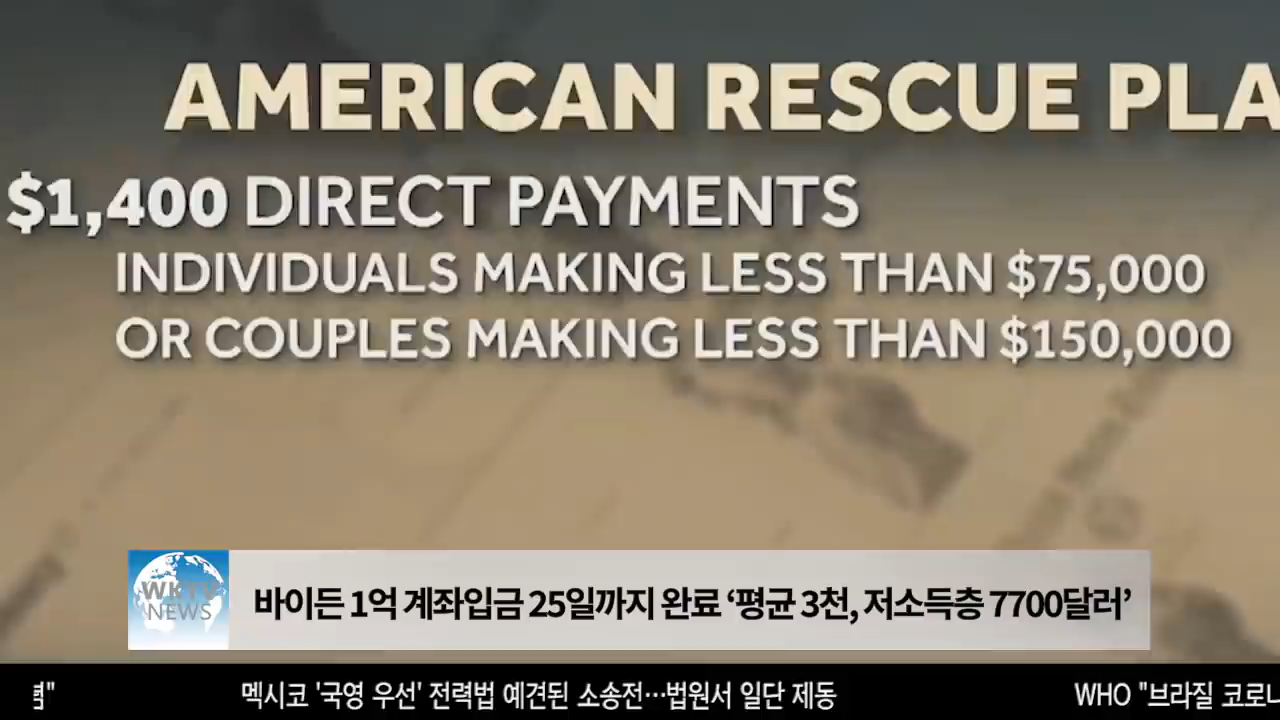 AMERICAN RESCUE PLA
$1,400 DIRECT PAYMENTS
INDIVIDUALS MAKING LESS THAN $75,000
OR COUPLES MAKING LESS THAN $150,000
WKTV
NEWS
바이든 1억 계좌입금 25일까지 완료 ‘평균 3천, 저소득층 7700달러’
멕시코 '국영 우선' 전력법 예견된 소송전…법원서 일단 제동
WHO "브라질 코로나